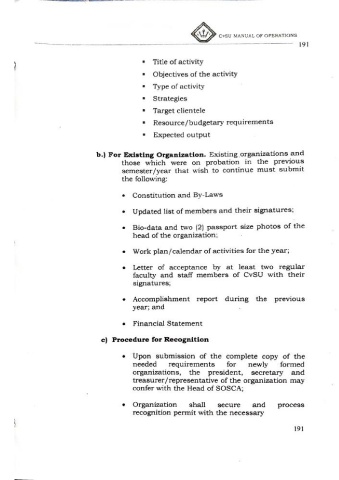 CvSU MANUAL OF OPERATIONS
191
▪ Title of activity
▪ Objectives of the activity
▪ Type of activity
▪ Strategies
▪ Target clientele
▪ Resource/budgetary requirements
▪ Expected output
b.) For Existing Organization. Existing organizations and
those which were on probation in the previous
semester/year that wish to continue must submit
the following:
• Constitution and By-Laws
• Updated list of members and their signatures;
• Bio-data and two (2) passport size photos of the
head of the organization;
• Work plan/calendar of activities for the year;
• Letter of acceptance by at least two regular
faculty and staff members of CvSU with their
signatures;
• Accomplishment report during the previous
year; and
• Financial Statement
c) Procedure for Recognition
• Upon submission of the complete copy of the
needed requirements for newly formed
organizations, the president, secretary and
treasurer/representative of the organization may
confer with the Head of SOSCA;
• Organization shall secure and process
recognition permit with the necessary
191